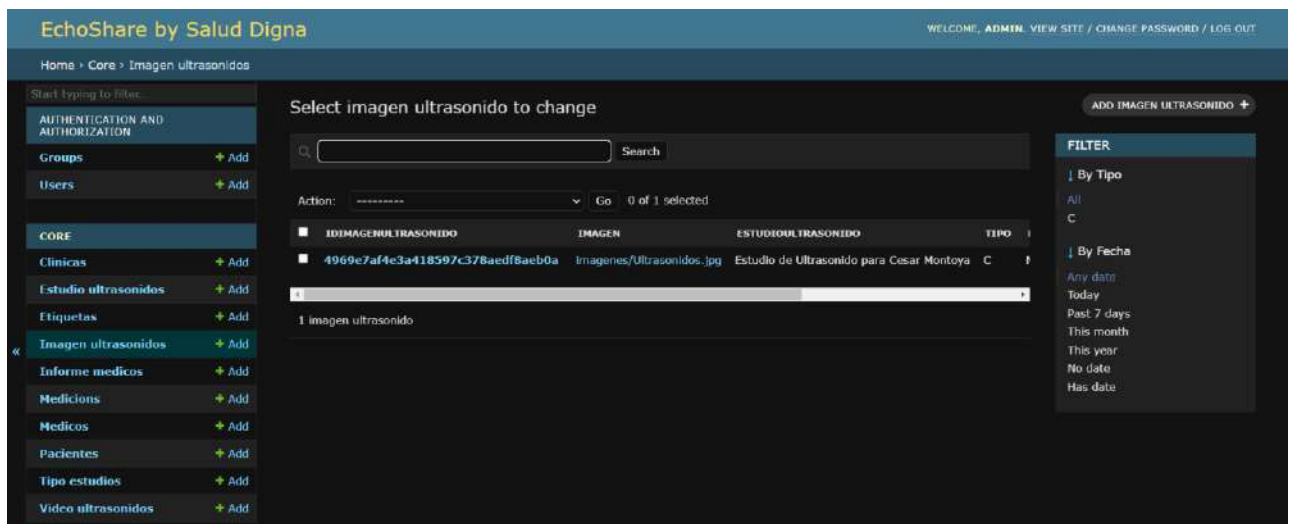 EchoShare by Salud Digna
WELCOME, ADMIN. VIEW SITE / CHANGE PASSWORD / LOG OUT
Home › Core › Imagen ultrasonidos
Start typing to filter...
AUTHENTICATION AND
AUTHORIZATION
Groups + Add
Users + Add
CORE
Clinicas + Add
Estudio ultrasonidos + Add
Etiquetas + Add
Imagen ultrasonidos + Add
Informe medicos + Add
Medicions + Add
Medicos + Add
Pacientes + Add
Tipo estudios + Add
Video ultrasonidos + Add
«
Select imagen ultrasonido to change
ADD IMAGEN ULTRASONIDO +
Search
Action: --------- Go 0 of 1 selected
IDIMAGENULTRASONIDO IMAGEN ESTUDIOULTRASONIDO TIPO
4969e7af4e3a418597c378aedf8aeb0a Imagenes/Ultrasonidos.jpg Estudio de Ultrasonido para Cesar Montoya C
1 imagen ultrasonido
FILTER
↓ By Tipo
All
C
↓ By Fecha
Any date
Today
Past 7 days
This month
This year
No date
Has date